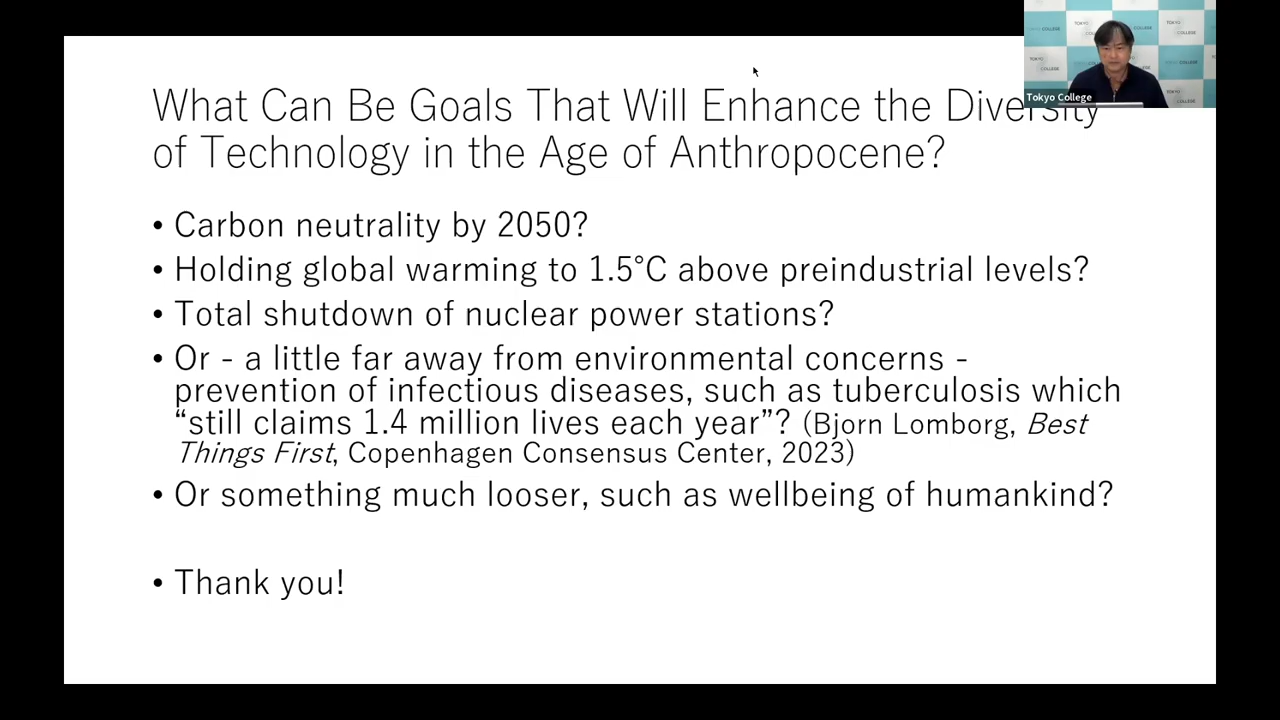 What Can Be Goals That Will Enhance the Diversity
of Technology in the Age of Anthropocene?
• Carbon neutrality by 2050?
• Holding global warming to 1.5°C above preindustrial levels?
• Total shutdown of nuclear power stations?
• Or - a little far away from environmental concerns -
prevention of infectious diseases, such as tuberculosis which
“still claims 1.4 million lives each year”? (Bjorn Lomborg, Best
Things First, Copenhagen Consensus Center, 2023)
• Or something much looser, such as wellbeing of humankind?
• Thank you!
Tokyo College